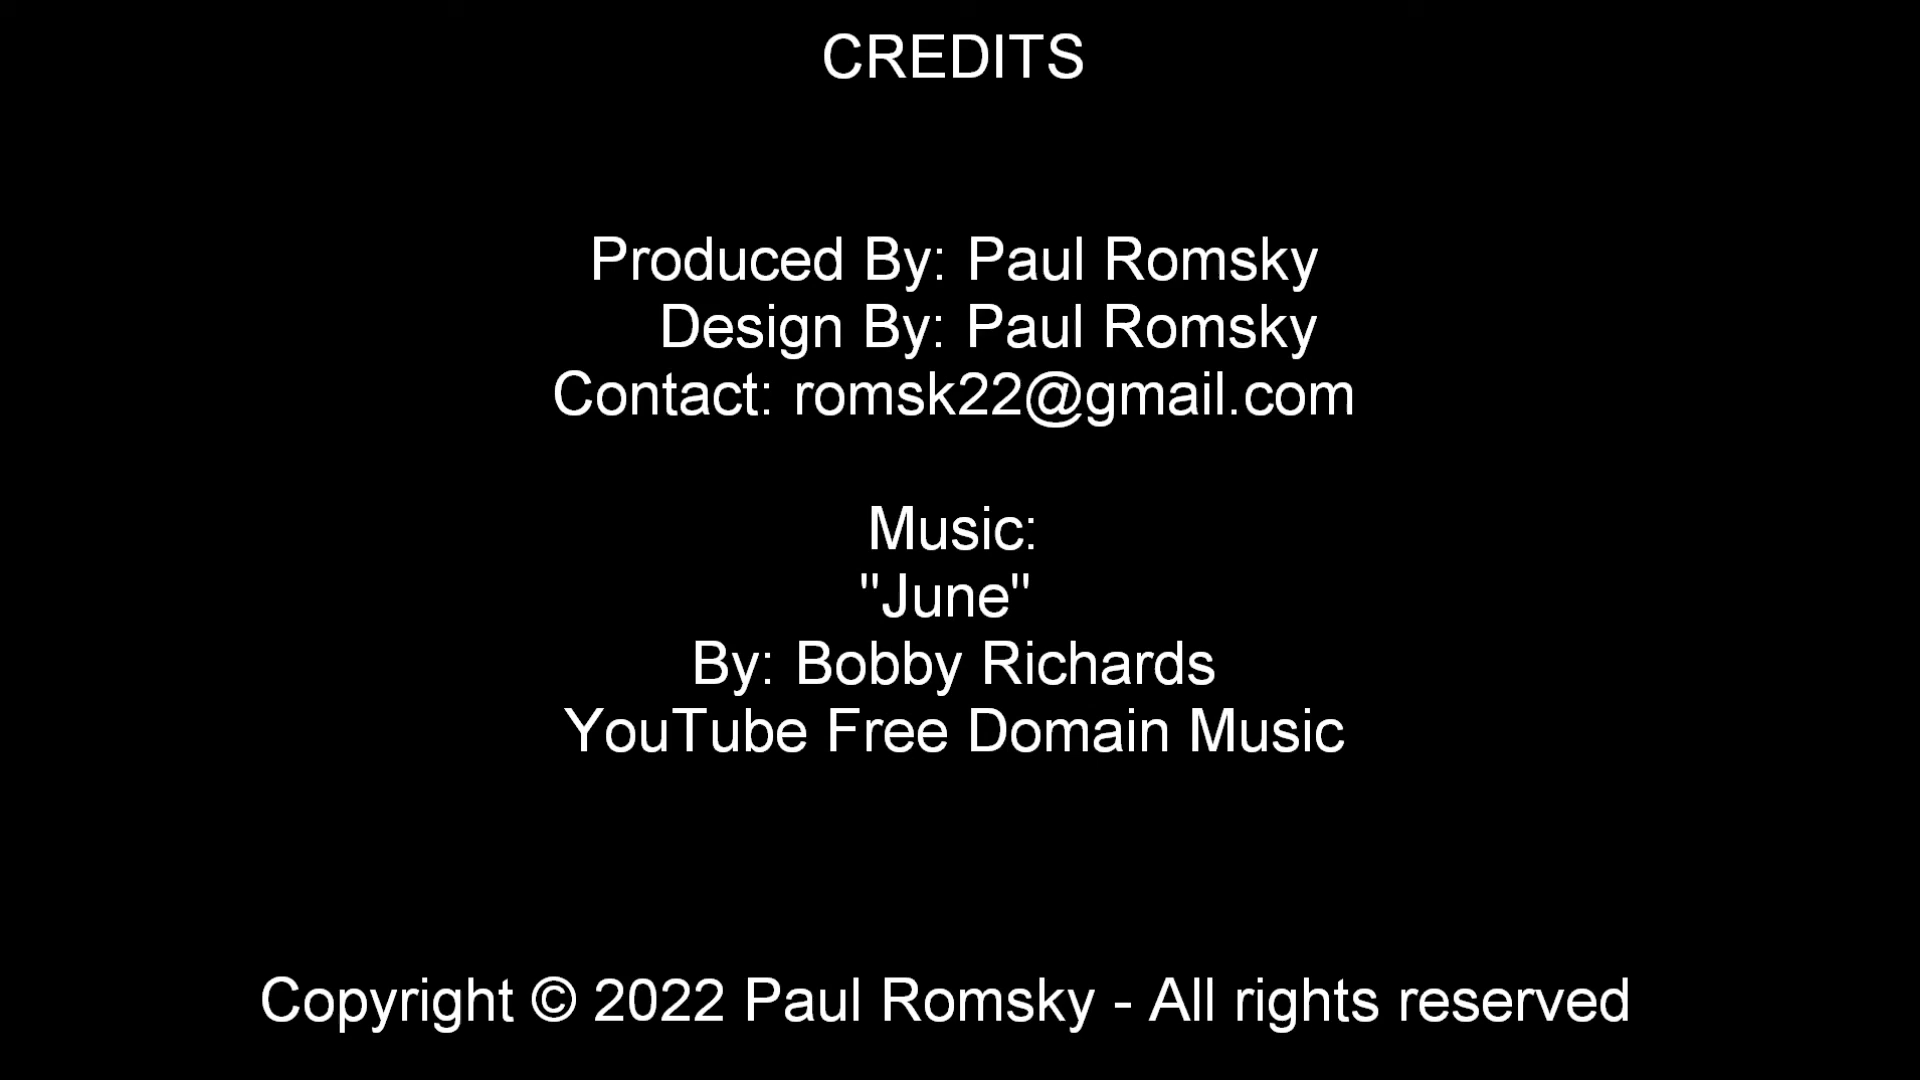 CREDITS
Produced By: Paul Romsky
Design By: Paul Romsky
Contact: romsk22@gmail.com
Music:
"June"
By: Bobby Richards
YouTube Free Domain Music
Copyright © 2022 Paul Romsky - All rights reserved